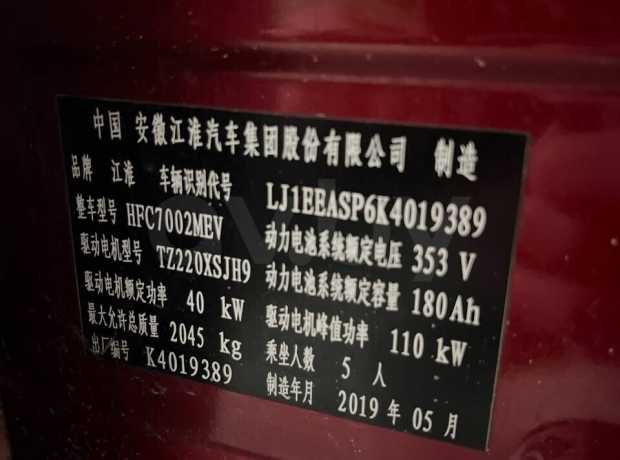 中国 安徽江淮汽车集团股份有限公司 制造
品牌 江淮 车辆识别代号 LJ1EEASP6K4019389
整车型号 HFC7002MEV 动力电池系统额定电压 353 V
驱动电机型号 TZ220XSJH9 动力电池系统额定容量 180Ah
驱动电机额定功率 40 kW 驱动电机峰值功率 110 kW
最大允许总质量 2045 kg 乘坐人数 5 人
出厂编号 K4019389 制造年月 2019 年 05 月